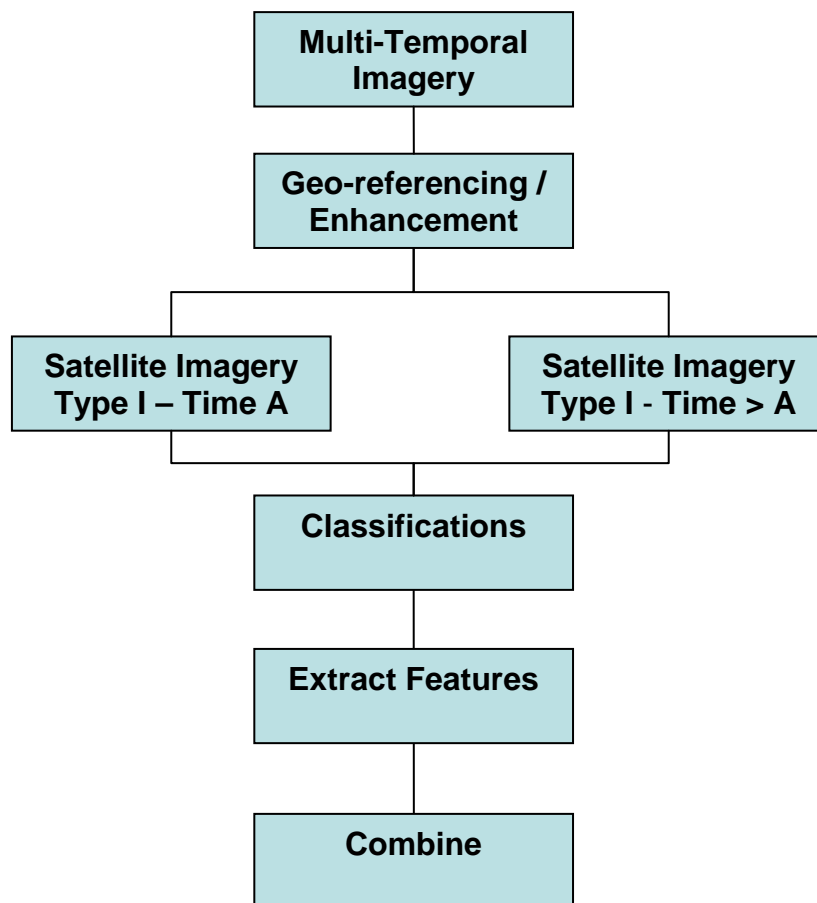 Multi-Temporal
Imagery
Geo-referencing /
Enhancement
Satellite Imagery
Type I – Time A
Satellite Imagery
Type I - Time > A
Classifications
Extract Features
Combine